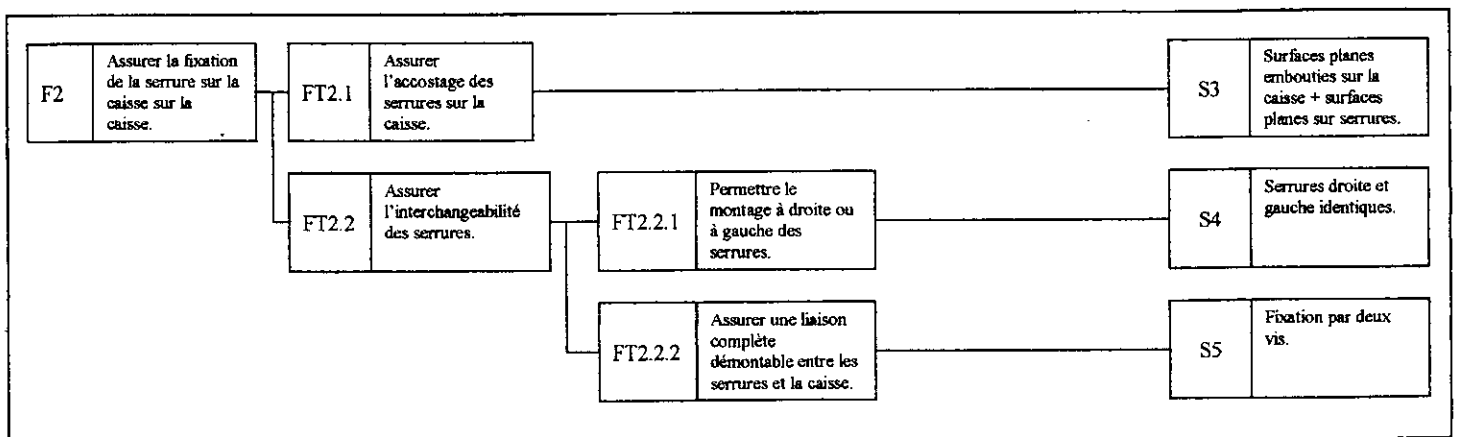 F2
Assurer la fixation
de la serrure sur la
caisse sur la
caisse.
FT2.1
Assurer
l'accostage des
serrures sur la
caisse.
S3
Surfaces planes
embouties sur la
caisse + surfaces
planes sur serrures.
FT2.2
Assurer
l'interchangeabilité
des serrures.
FT2.2.1
Permettre le
montage à droite ou
à gauche des
serrures.
S4
Serrures droite et
gauche identiques.
FT2.2.2
Assurer une liaison
complète
démontable entre les
serrures et la caisse.
S5
Fixation par deux
vis.